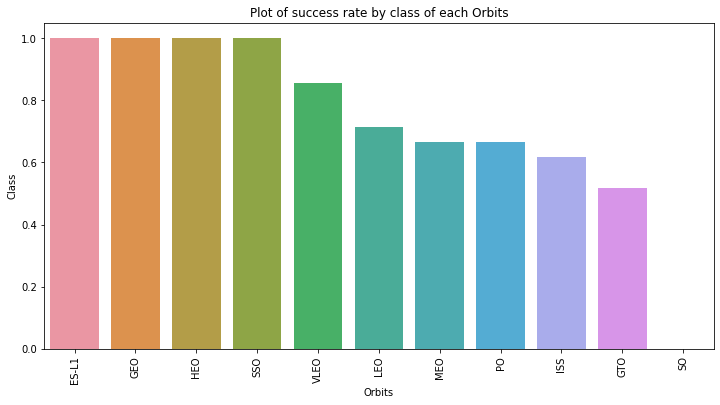 Plot of success rate by class of each Orbits
1.0
0.8
0.6
0.4
0.2
0.0
Class
ES-L1
GEO
HEO
SSO
VLEO
LEO
MEO
PO
ISS
GTO
SO
Orbits